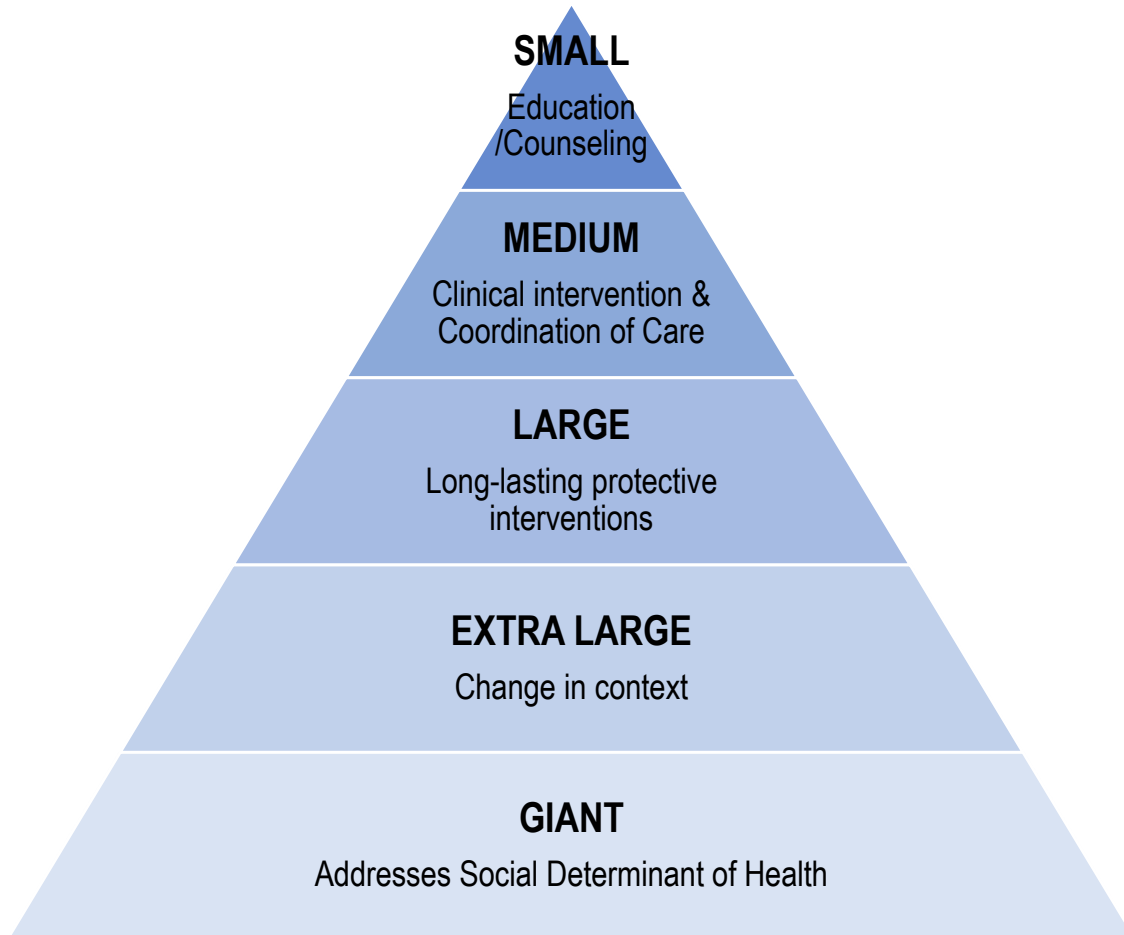 SMALL
Education
/Counseling
MEDIUM
Clinical intervention &
Coordination of Care
LARGE
Long-lasting protective
interventions
EXTRA LARGE
Change in context
GIANT
Addresses Social Determinant of Health